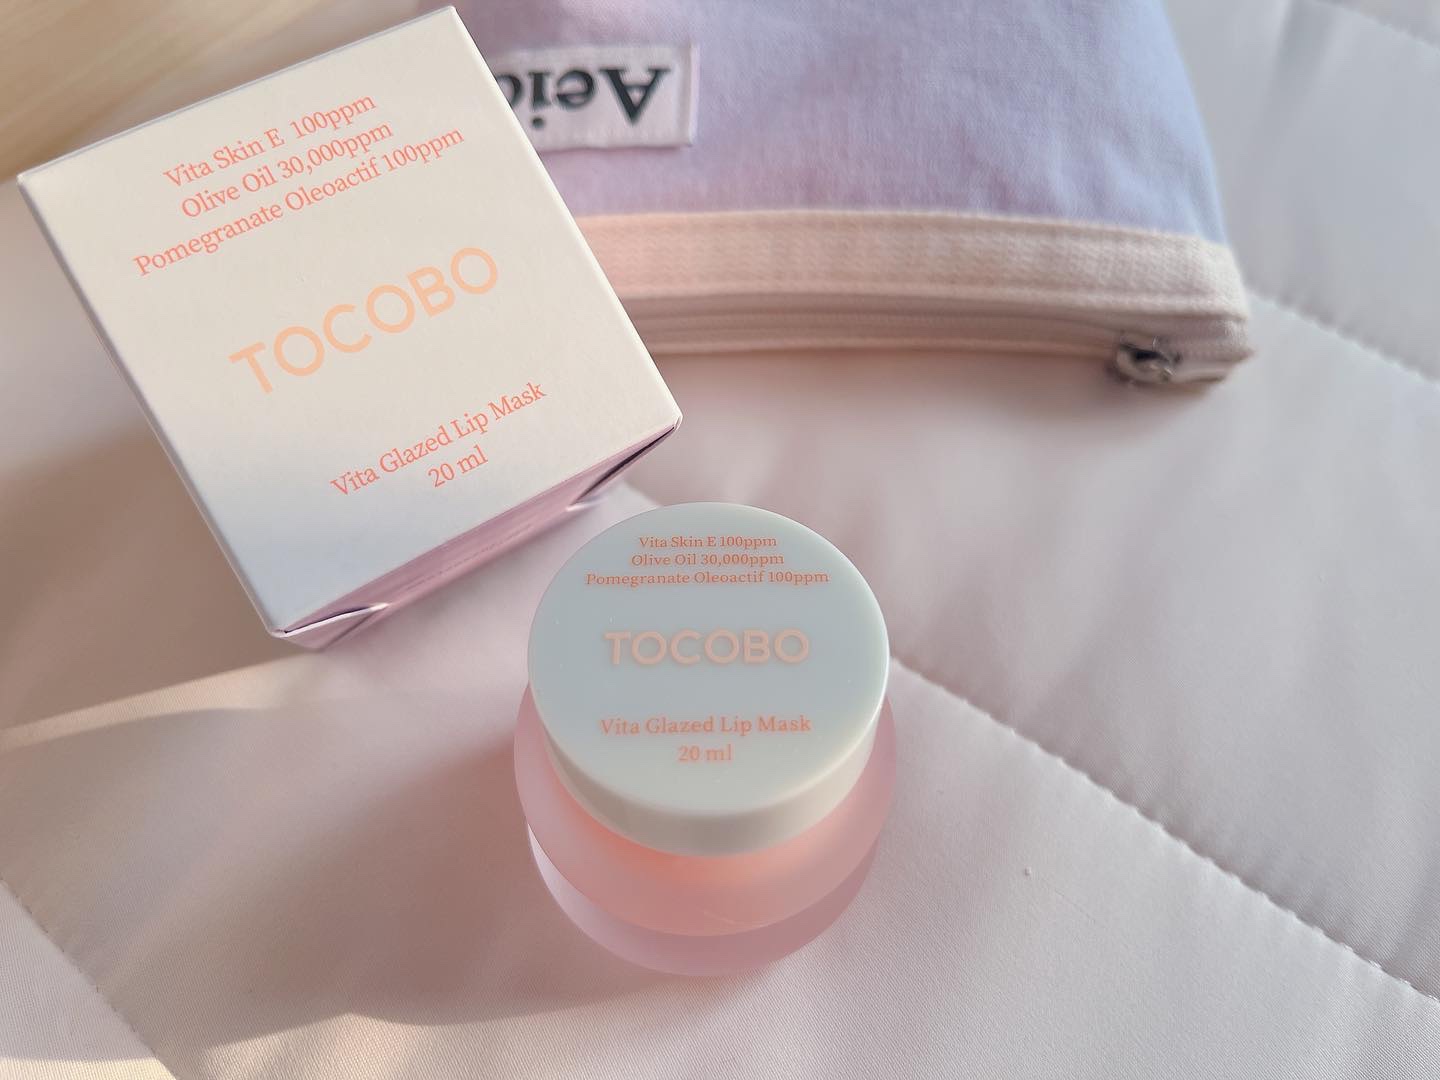 Vita Skin E 100ppm
Olive Oil 30,000ppm
Pomegranate Oleoactif 100ppm
TOCOBO
Vita Glazed Lip Mask
20 ml
Vita Skin E 100ppm
Olive Oil 30,000ppm
Pomegranate Oleoactif 100ppm
TOCOBO
Vita Glazed Lip Mask
20 ml